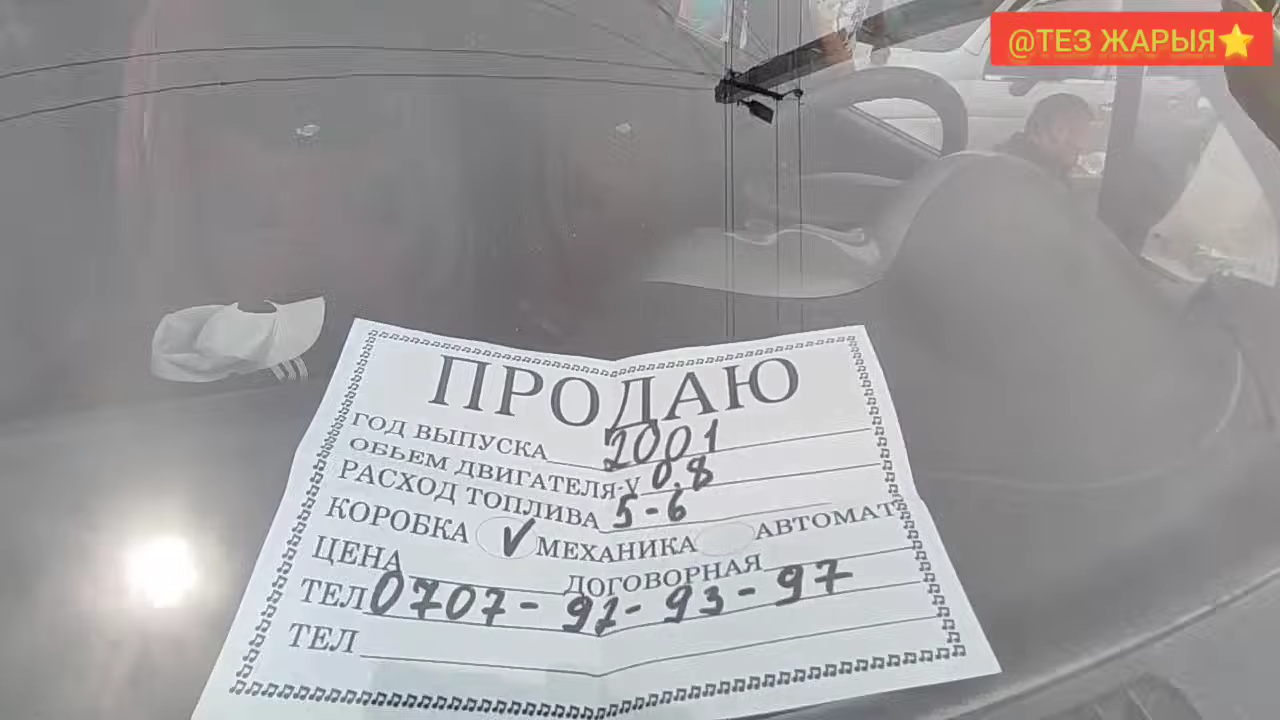 @ТЕЗ ЖАРЫЯ⭐
ПРОДАЮ
ГОД ВЫПУСКА 2001
ОБЬЕМ ДВИГАТЕЛЯ-V 0,8
РАСХОД ТОПЛИВА 5-6
КОРОБКА ✓ МЕХАНИКА АВТОМАТ
ЦЕНА ДОГОВОРНАЯ
ТЕЛ 0707-92-93-97
ТЕЛ